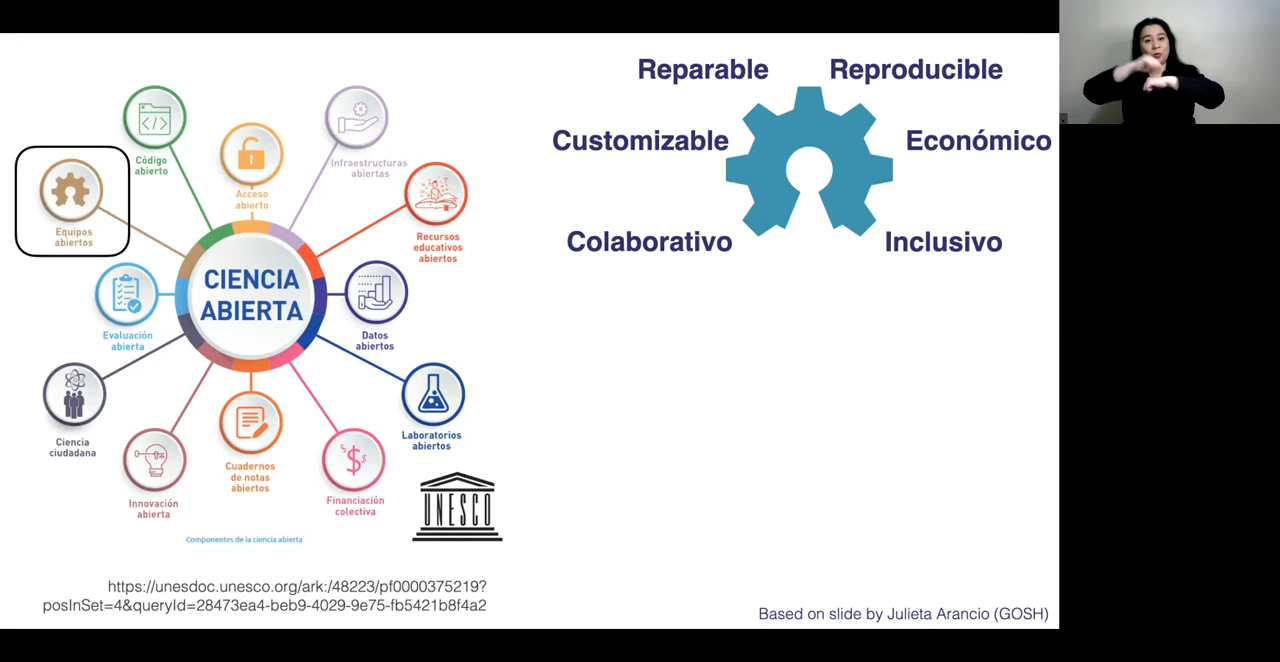 Reparable
Reproducible
Customizable
Económico
Colaborativo
Inclusivo
Código
abierto
Acceso
abierto
Infraestructuras
abiertas
Equipos
abiertos
Recursos
educativos
abiertos
CIENCIA
ABIERTA
Evaluación
abierta
Datos
abiertos
Ciencia
ciudadana
Laboratorios
abiertos
Innovación
abierta
Cuadernos
de notas
abiertos
Financiación
colectiva
UNESCO
Componentes de la ciencia abierta
https://unesdoc.unesco.org/ark:/48223/pf0000375219?
posInSet=4&queryId=28473ea4-beb9-4029-9e75-fb5421b8f4a2
Based on slide by Julieta Arancio (GOSH)